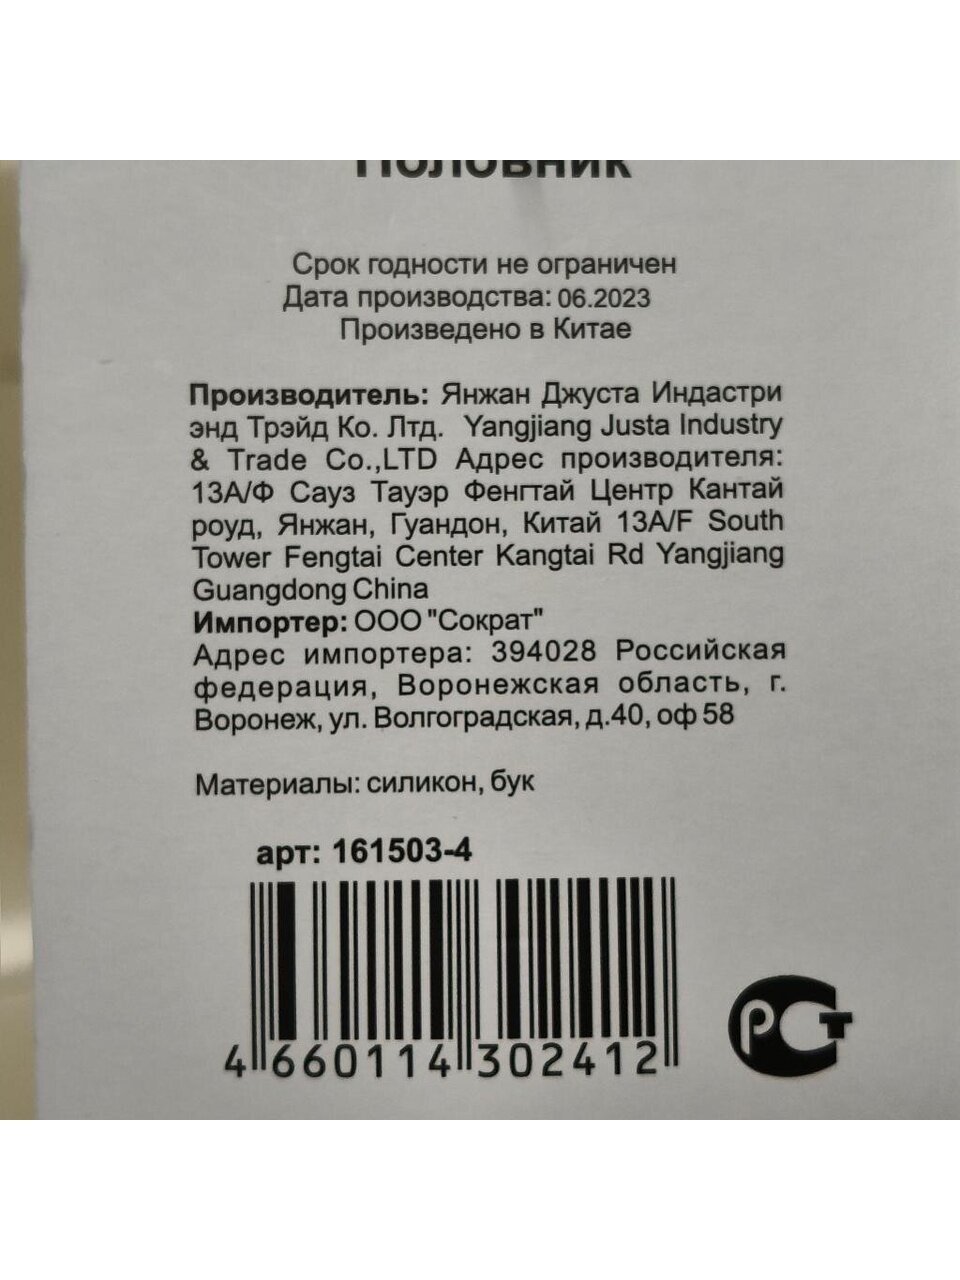 Половник
Срок годности не ограничен
Дата производства: 06.2023
Произведено в Китае
Производитель: Янжан Джуста Индастри
энд Трэйд Ко. Лтд. Yangjiang Justa Industry
& Trade Co.,LTD Адрес производителя:
13А/Ф Сауз Тауэр Фенгтай Центр Кантай
роуд, Янжан, Гуандон, Китай 13A/F South
Tower Fengtai Center Kangtai Rd Yangjiang
Guangdong China
Импортер: ООО "Сократ"
Адрес импортера: 394028 Российская
федерация, Воронежская область, г.
Воронеж, ул. Волгоградская, д.40, оф 58
Материалы: силикон, бук
арт: 161503-4
4 660114 302412
РСТ